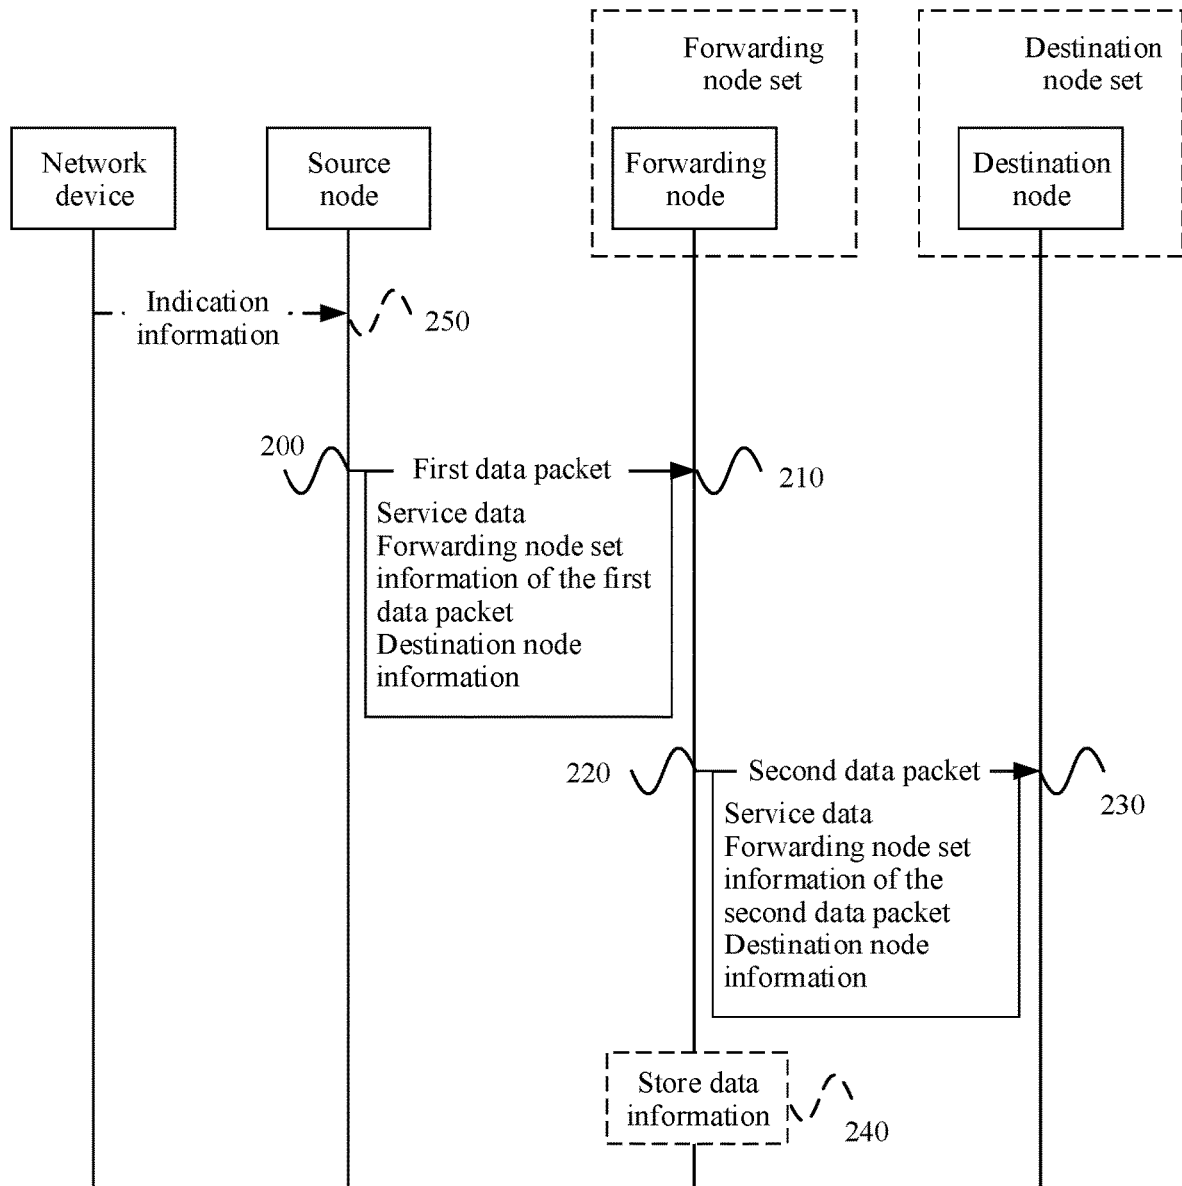 Forwarding
node set
Destination
node set
Network
device
Source
node
Forwarding
node
Destination
node
Indication
information
250
200
First data packet
210
Service data
Forwarding node set
information of the first
data packet
Destination node
information
220
Second data packet
230
Service data
Forwarding node set
information of the
second data packet
Destination node
information
Store data
information
240